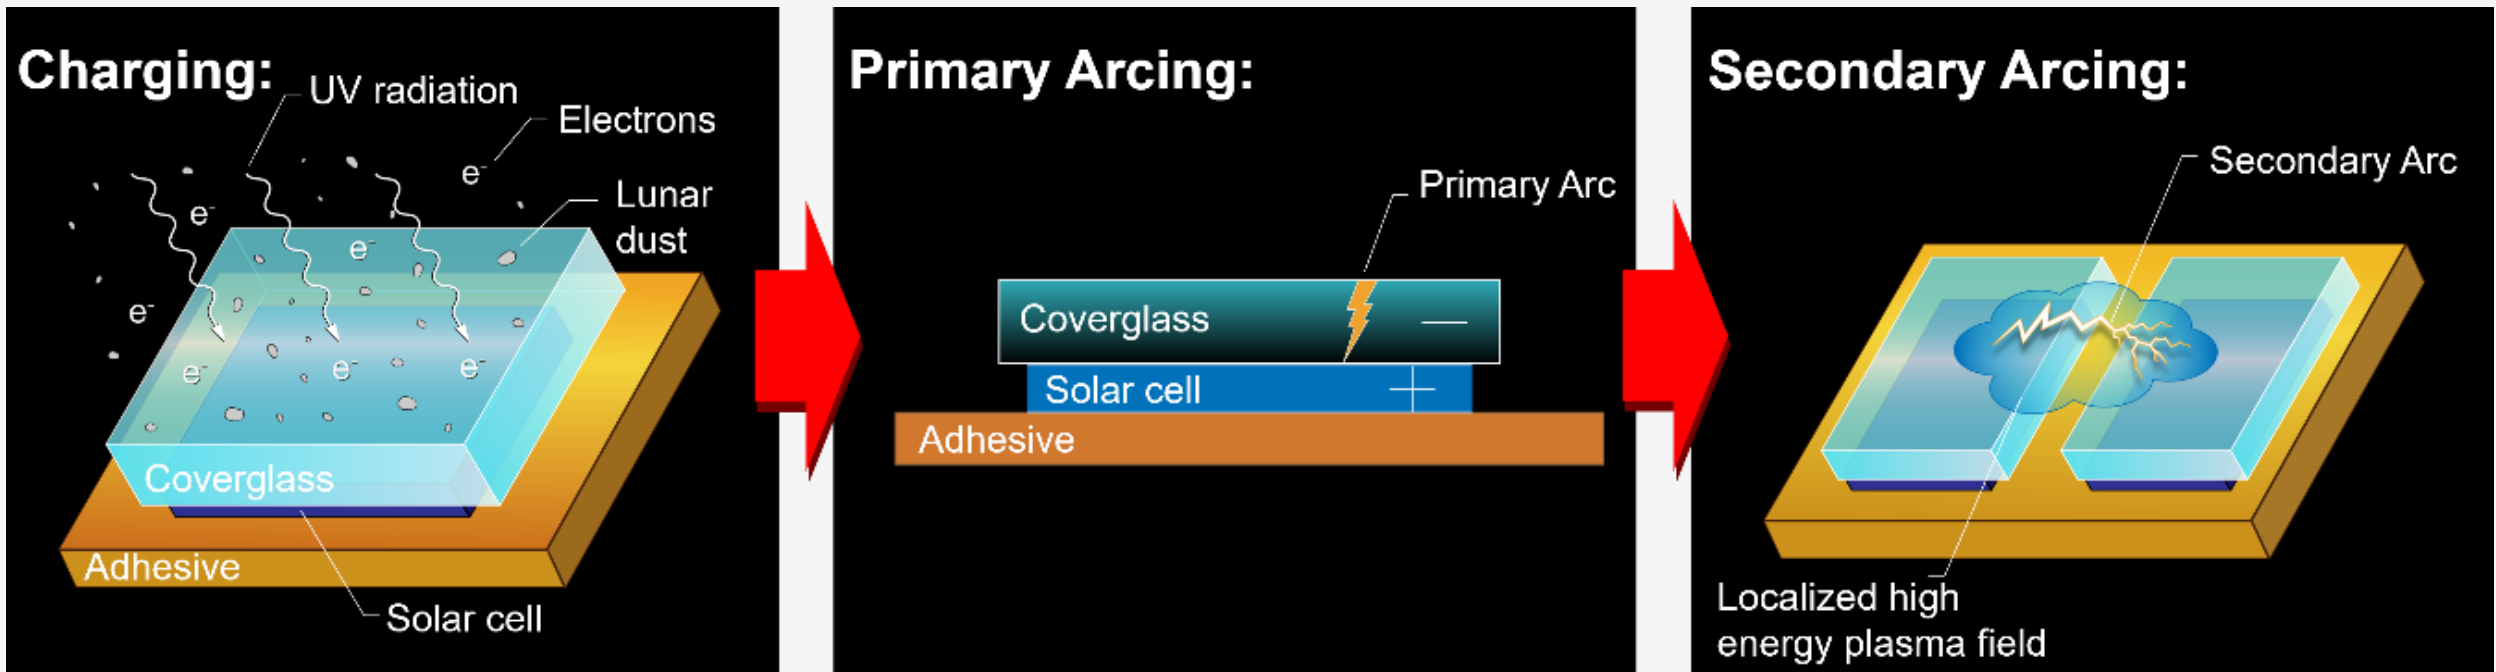 Charging:
UV radiation
Electrons
e⁻
Lunar
dust
e⁻
e⁻
e⁻
e⁻
e⁻
e⁻
Coverglass
Adhesive
Solar cell
Primary Arcing:
Primary Arc
Coverglass
—
Solar cell
+
Adhesive
Secondary Arcing:
Secondary Arc
Localized high
energy plasma field